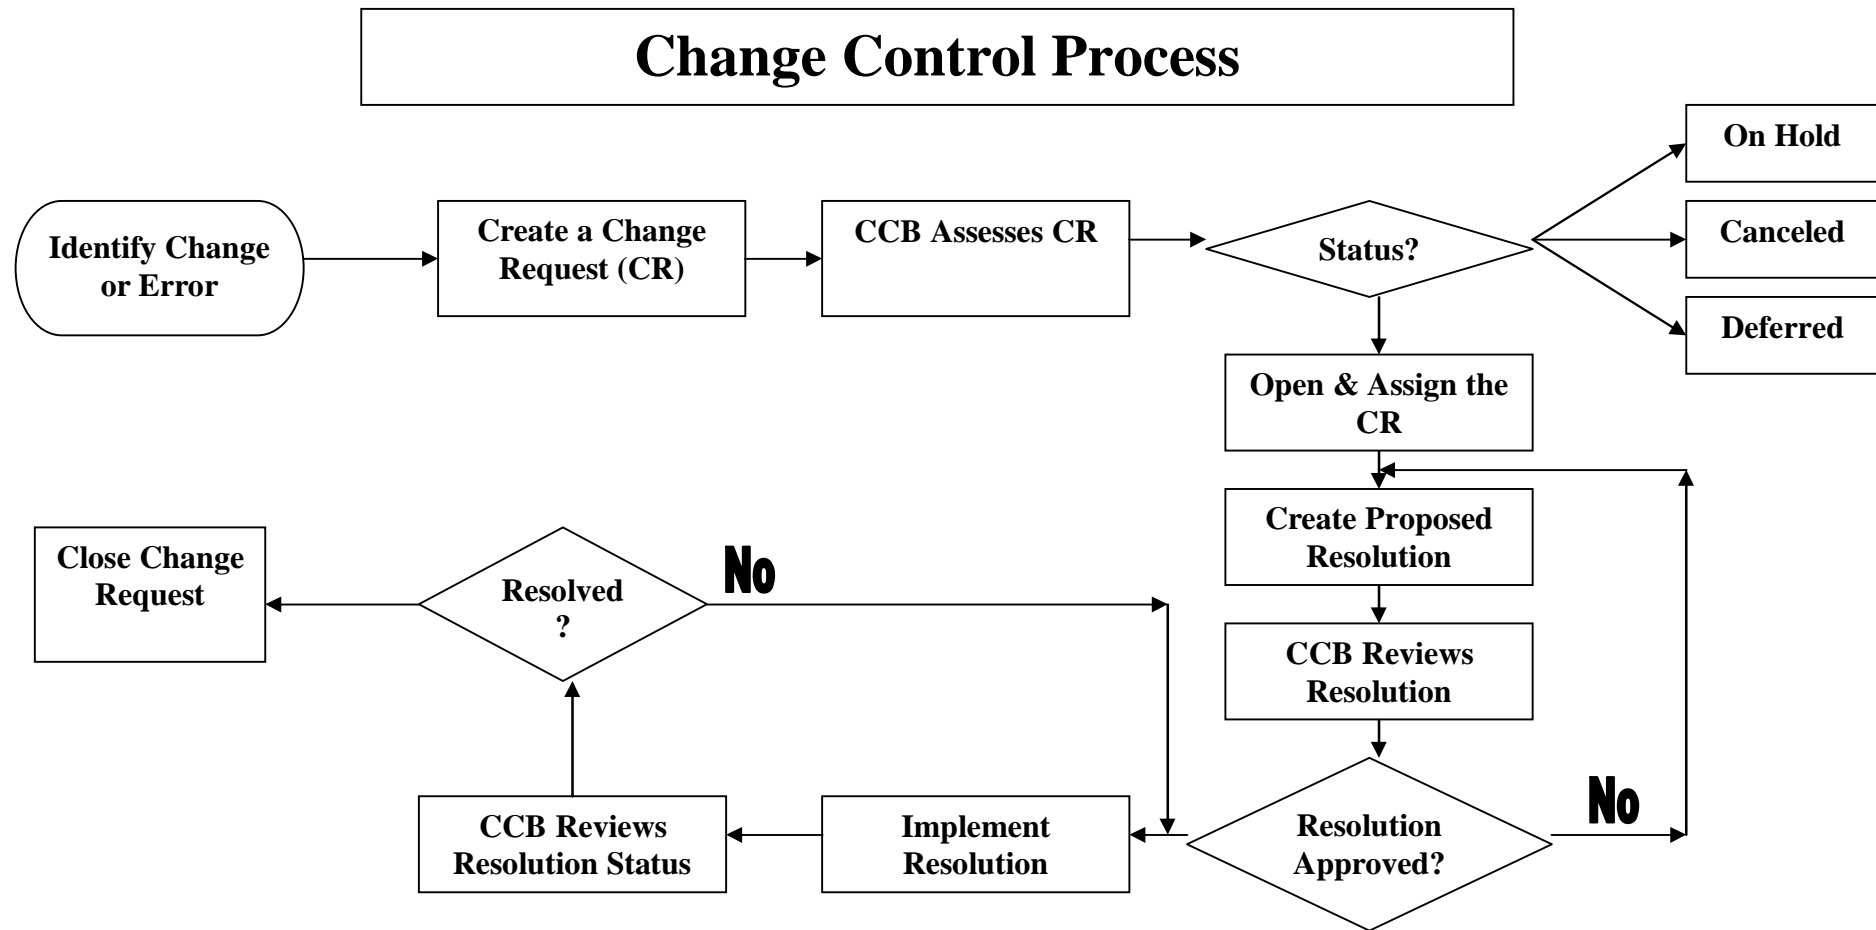 Change Control Process
On Hold
Identify Change
or Error
Create a Change
Request (CR)
CCB Assesses CR
Status?
Canceled
Deferred
Open & Assign the
CR
Create Proposed
Resolution
Close Change
Request
Resolved
?
No
CCB Reviews
Resolution
CCB Reviews
Resolution Status
Implement
Resolution
Resolution
Approved?
No